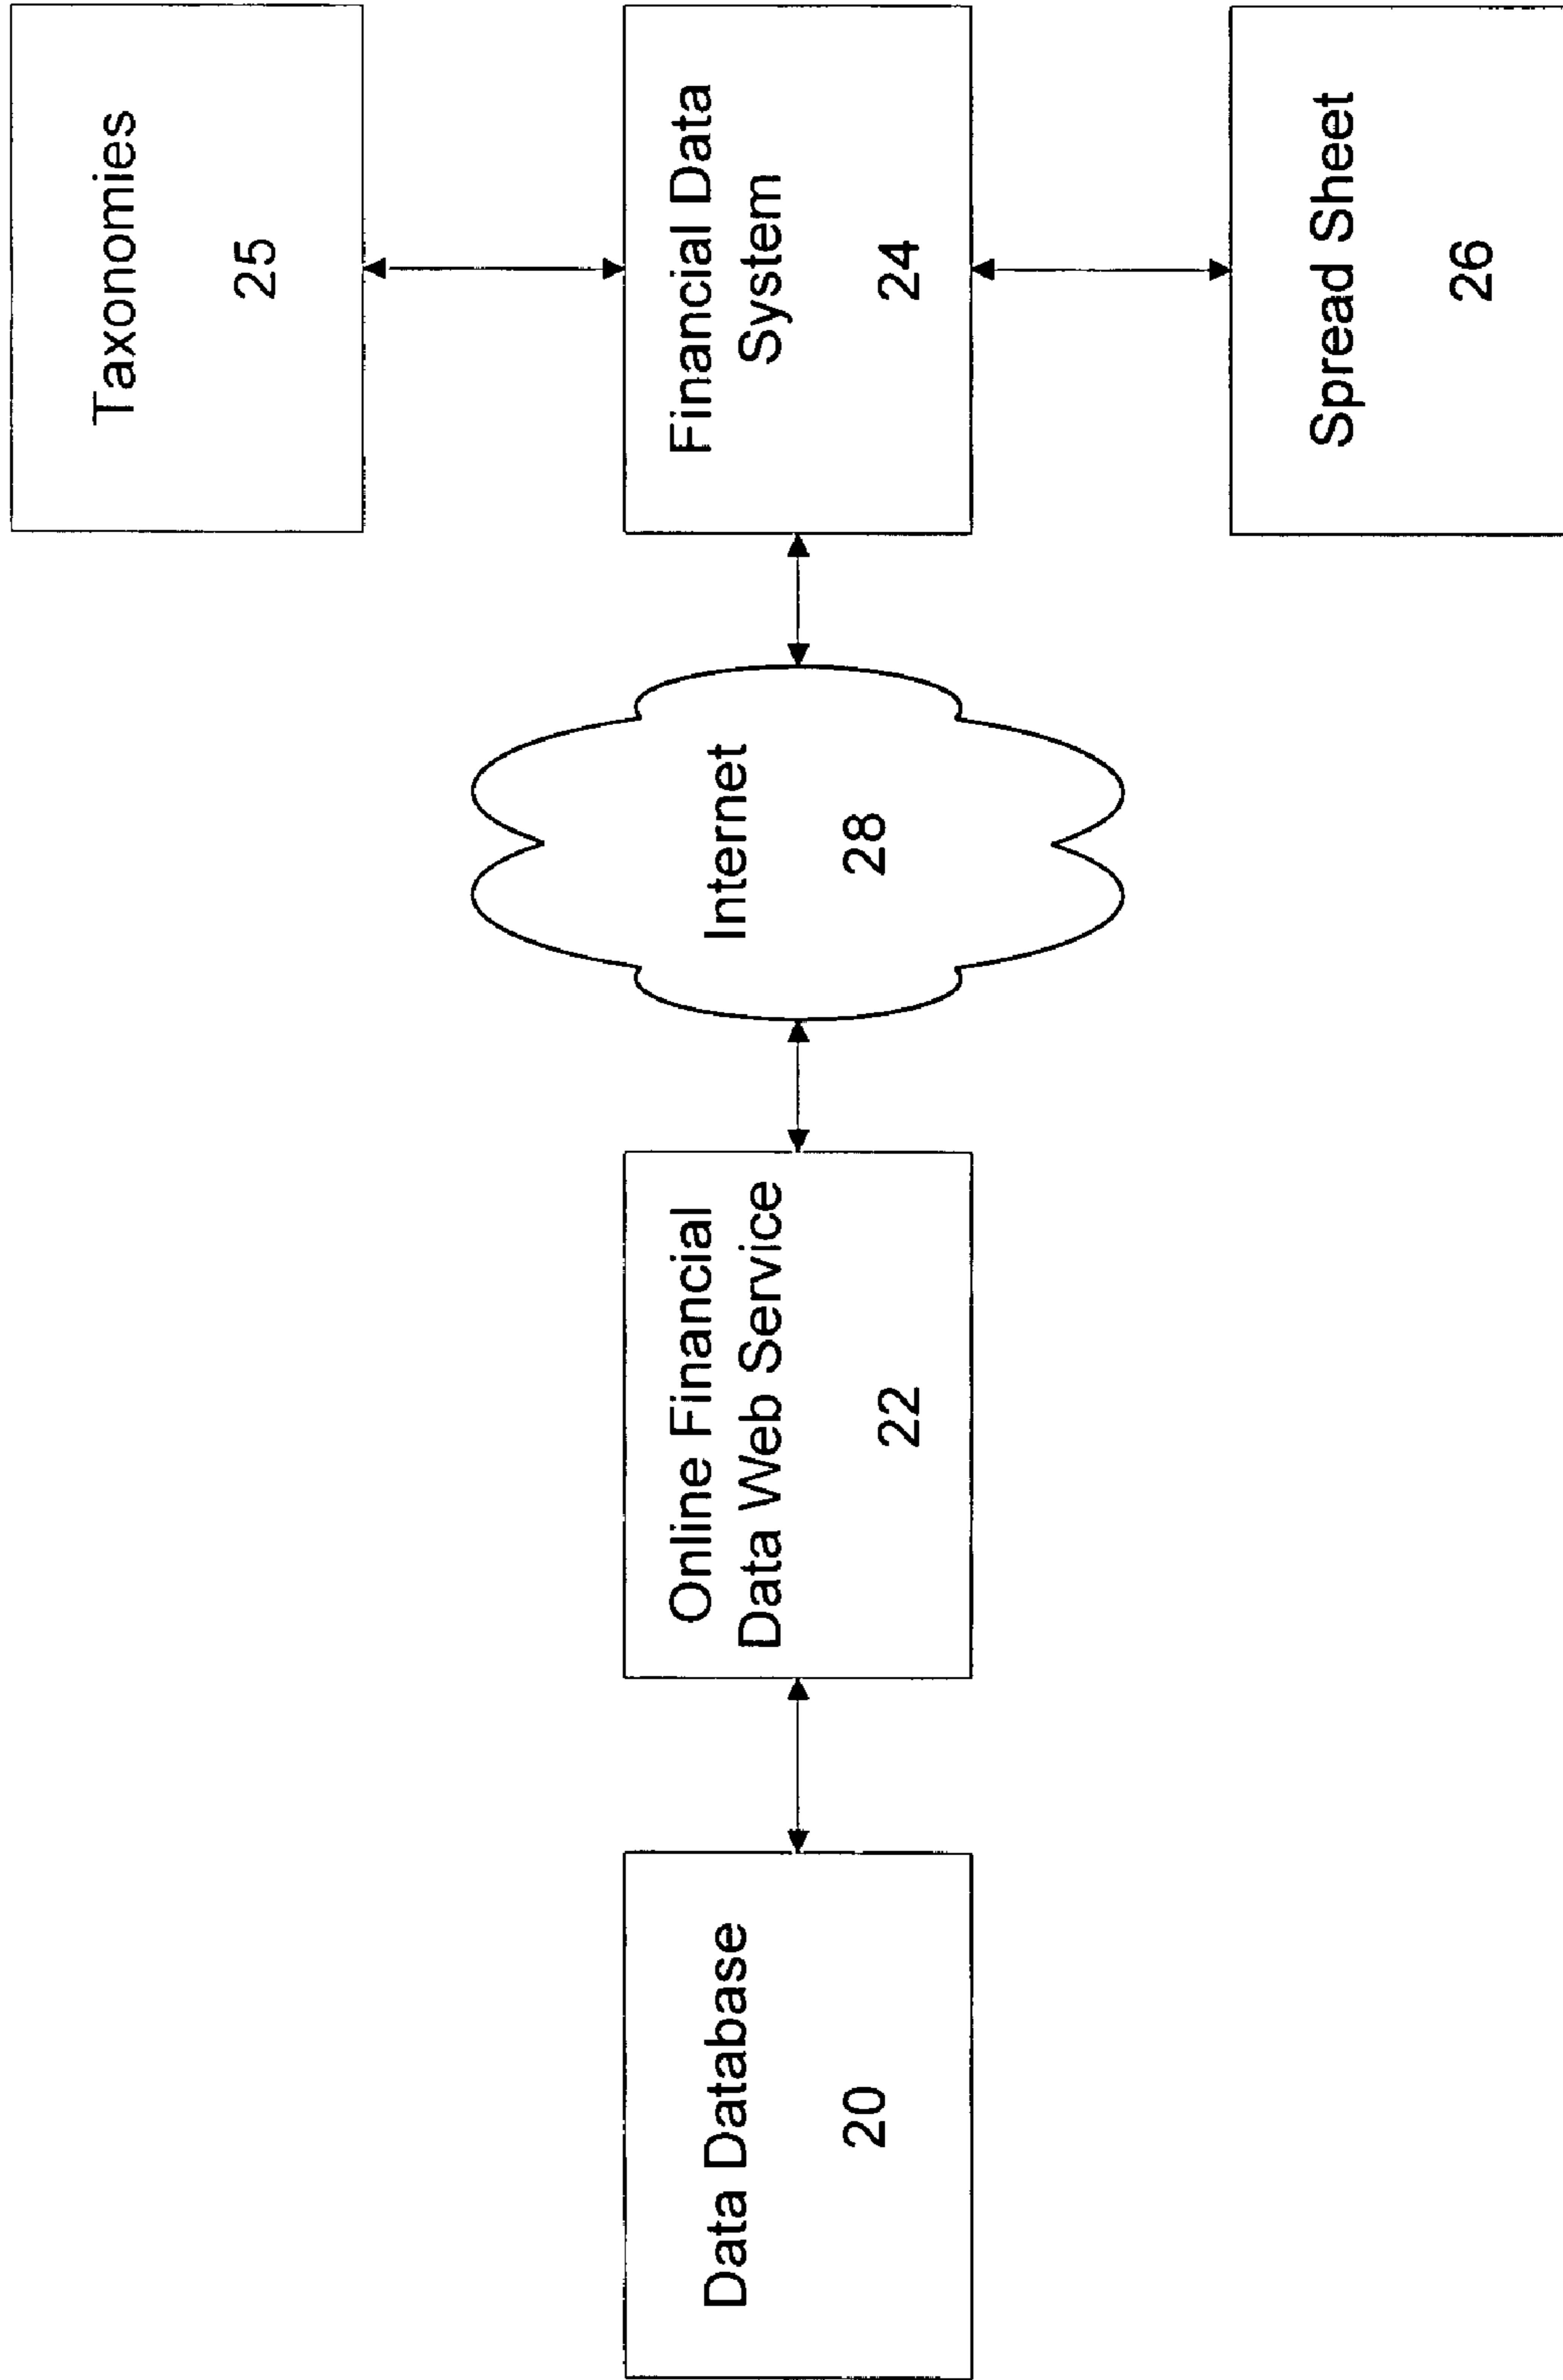 Data Database
20
Online Financial
Data Web Service
22
Internet
28
Taxonomies
25
Financial Data
System
24
Spread Sheet
26